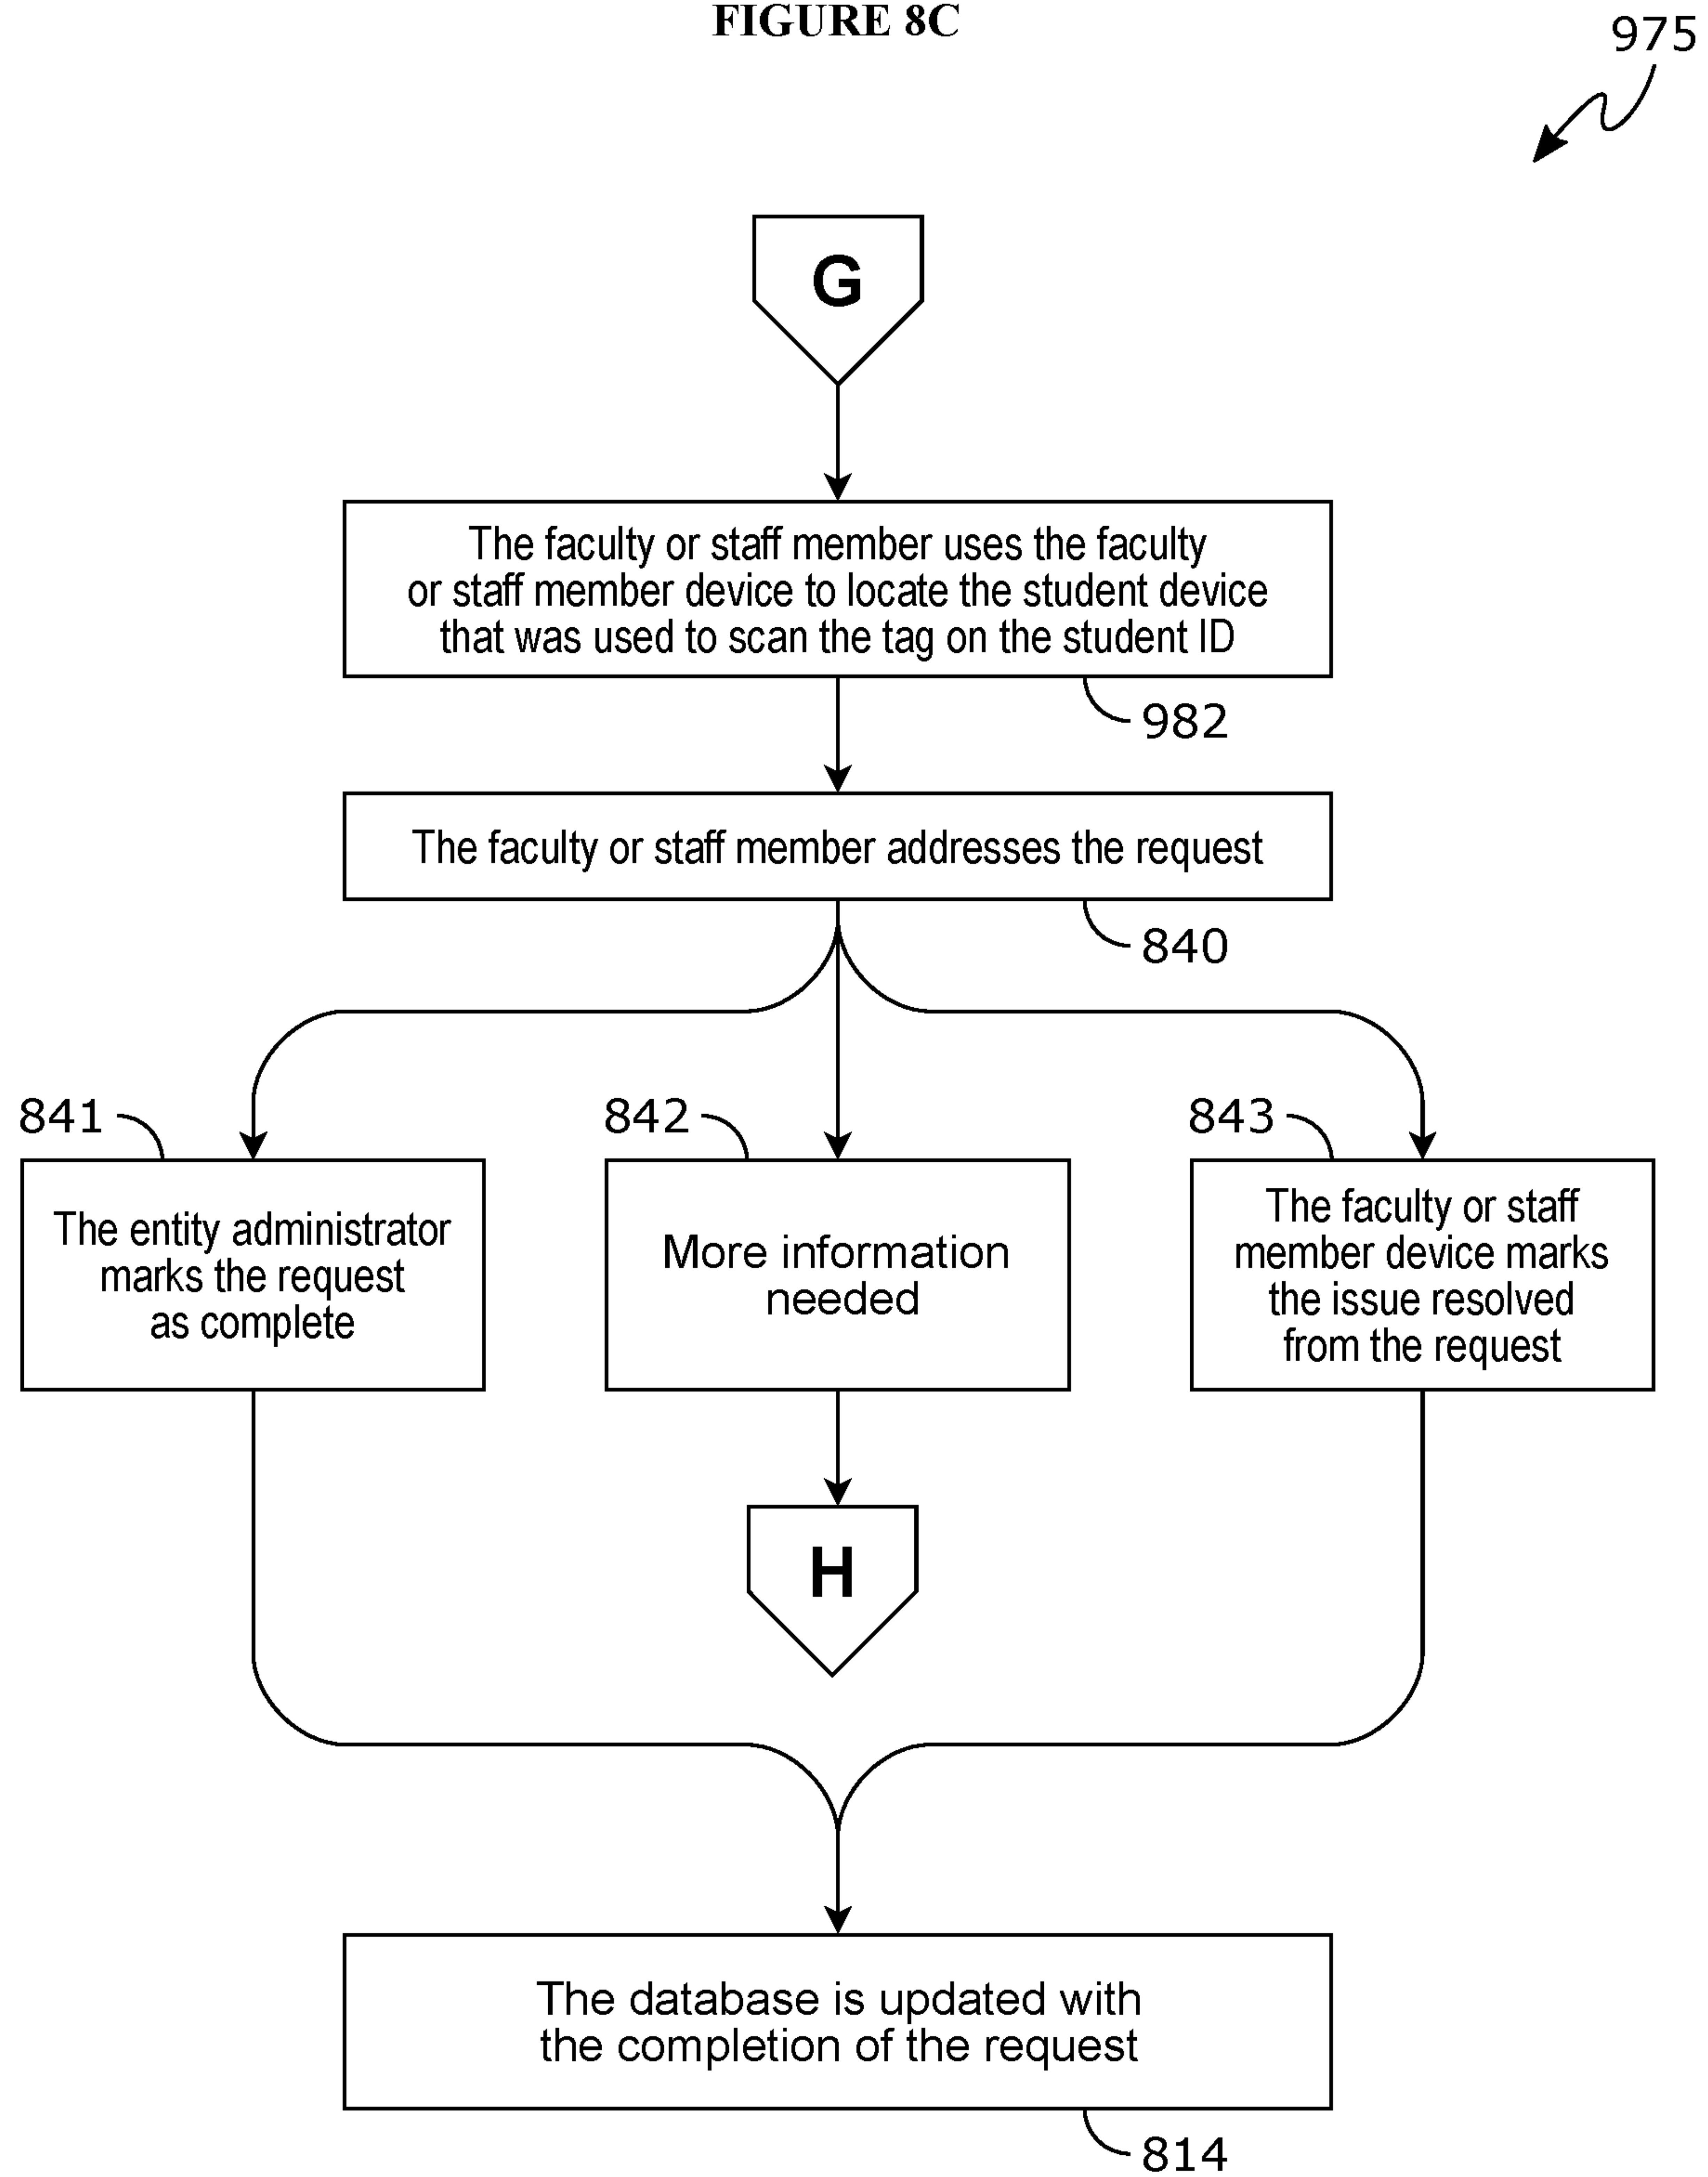 FIGURE 8C
975
G
The faculty or staff member uses the faculty
or staff member device to locate the student device
that was used to scan the tag on the student ID
982
The faculty or staff member addresses the request
840
841
842
843
The entity administrator
marks the request
as complete
More information
needed
The faculty or staff
member device marks
the issue resolved
from the request
H
The database is updated with
the completion of the request
814